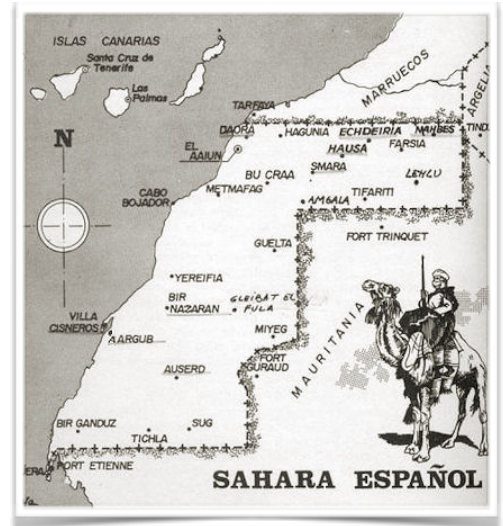 ISLAS CANARIAS
Santa Cruz de
Tenerife
Las
Palmas
MARRUECOS
ARGELIA
TARFAYA
DAORA
HAGUNIA
ECHDEIRIA
MAHBES
TIND
N
EL
AAIUN
HAUSA
FARSIA
SMARA
BU CRAA
LEHLU
METMAFAG
CABO
BOJADOR
TIFARITI
AMGALA
FORT TRINQUET
GUELTA
YEREIFIA
BIR
NAZARAN
GLEIBAT EL
FULA
MAURITANIA
VILLA
CISNEROS
AARGUB
MIYEG
FORT
GURAUD
AUSERD
BIR GANDUZ
SUG
TICHLA
PORT ETIENNE
SAHARA ESPAÑOL